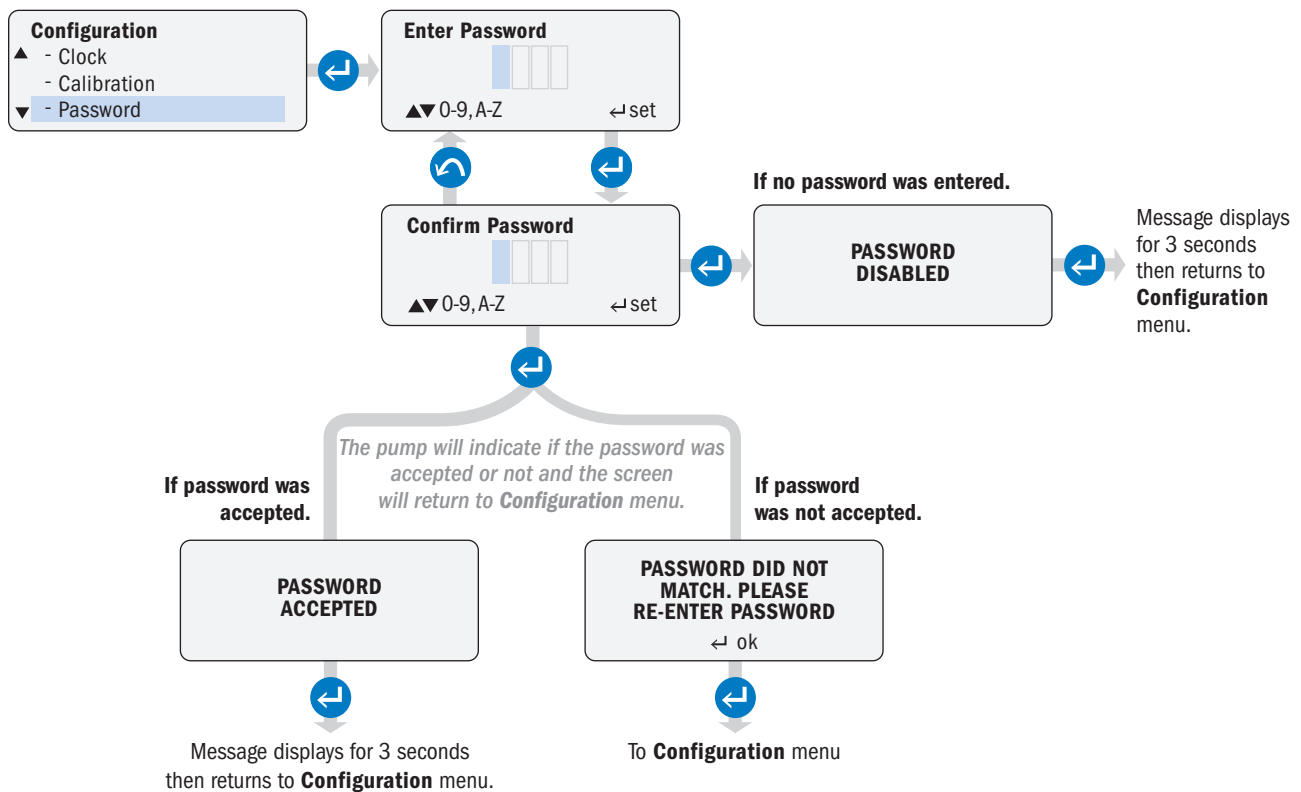 Configuration
- Clock
- Calibration
- Password
Enter Password
▲▼ 0-9, A-Z ↵ set
Confirm Password
▲▼ 0-9, A-Z ↵ set
If no password was entered.
PASSWORD
DISABLED
Message displays
for 3 seconds
then returns to
Configuration
menu.
The pump will indicate if the password was
accepted or not and the screen
will return to Configuration menu.
If password was
accepted.
If password
was not accepted.
PASSWORD
ACCEPTED
PASSWORD DID NOT
MATCH. PLEASE
RE-ENTER PASSWORD
↵ ok
Message displays for 3 seconds
then returns to Configuration menu.
To Configuration menu